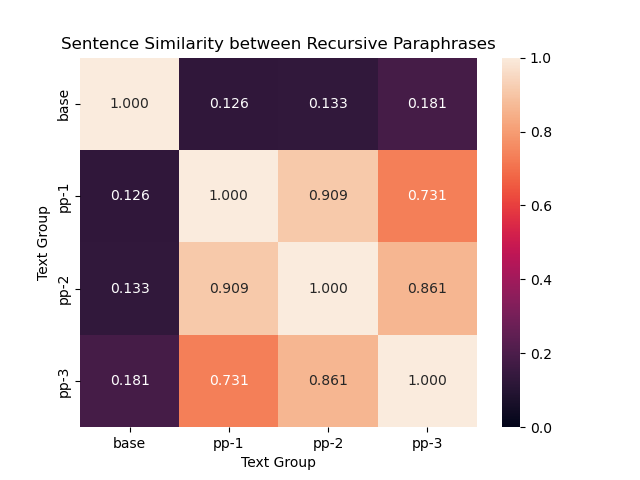 Sentence Similarity between Recursive Paraphrases
base 1.000 0.126 0.133 0.181
pp-1 0.126 1.000 0.909 0.731
pp-2 0.133 0.909 1.000 0.861
pp-3 0.181 0.731 0.861 1.000
base pp-1 pp-2 pp-3
Text Group
Text Group
1.0
0.8
0.6
0.4
0.2
0.0